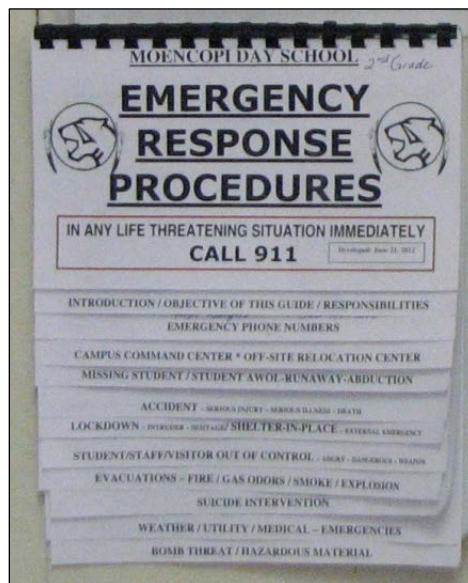 MOENCOPI DAY SCHOOL 2nd Grade
EMERGENCY
RESPONSE
PROCEDURES
IN ANY LIFE THREATENING SITUATION IMMEDIATELY
CALL 911
Developed: June 21, 2012
INTRODUCTION / OBJECTIVE OF THIS GUIDE / RESPONSIBILITIES
EMERGENCY PHONE NUMBERS
CAMPUS COMMAND CENTER * OFF-SITE RELOCATION CENTER
MISSING STUDENT / STUDENT AWOL-RUNAWAY-ABDUCTION
ACCIDENT - SERIOUS INJURY - SERIOUS ILLNESS - DEATH
LOCKDOWN - INTRUDER - HOSTAGE / SHELTER-IN-PLACE - EXTERNAL EMERGENCY
STUDENT/STAFF/VISITOR OUT OF CONTROL - ANGRY - DANGEROUS - WEAPON
EVACUATIONS – FIRE / GAS ODORS / SMOKE / EXPLOSION
SUICIDE INTERVENTION
WEATHER / UTILITY / MEDICAL – EMERGENCIES
BOMB THREAT / HAZARDOUS MATERIAL